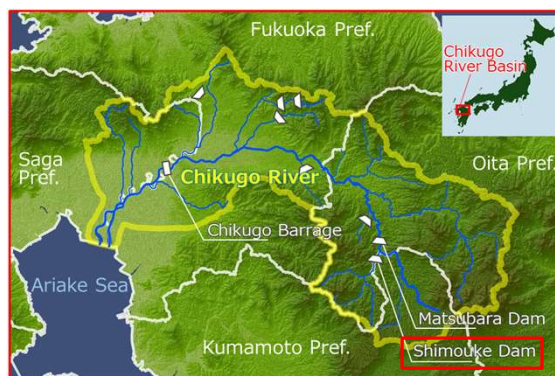 Fukuoka Pref.
Chikugo
River Basin
Saga
Pref.
Oita Pref.
Chikugo River
Chikugo Barrage
Ariake Sea
Matsubara Dam
Shimouke Dam
Kumamoto Pref.